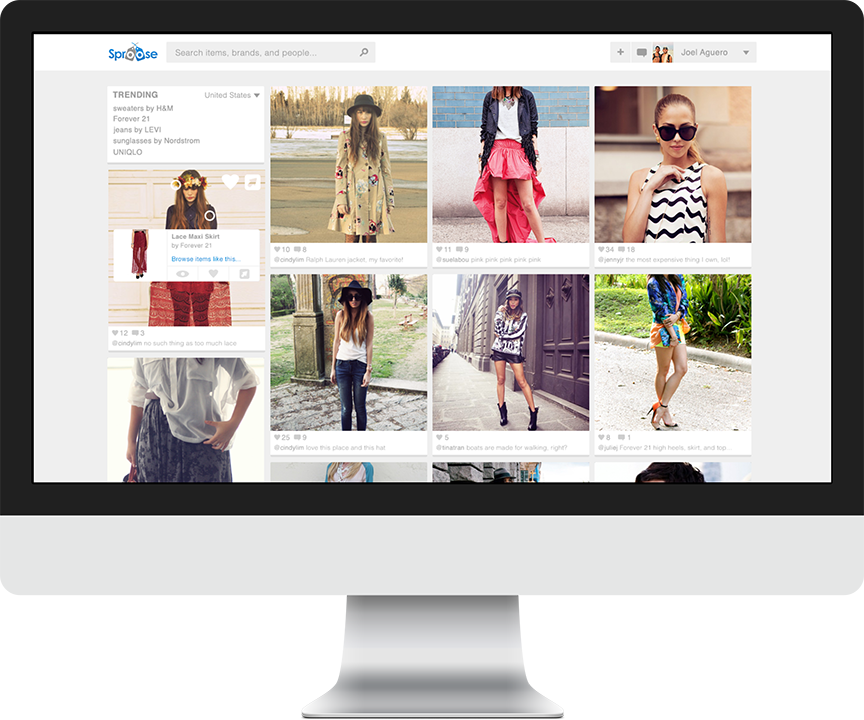 Sproose
Search items, brands, and people...
Joel Aguero
TRENDING
United States
sweaters by H&M
Forever 21
jeans by LEVI
sunglasses by Nordstrom
UNIQLO
Lace Maxi Skirt
by Forever 21
Browse items like this...
12 3
@cindylim no such thing as too much lace
10 8
@cindylim Ralph Lauren jacket, my favorite!
11 9
@suelabou pink pink pink pink pink
34 18
@jennyjr the most expensive thing I own, lol!
25 9
@cindylim love this place and this hat
5
@tinatran boats are made for walking, right?
8 1
@juliej Forever 21 high heels, skirt, and top...